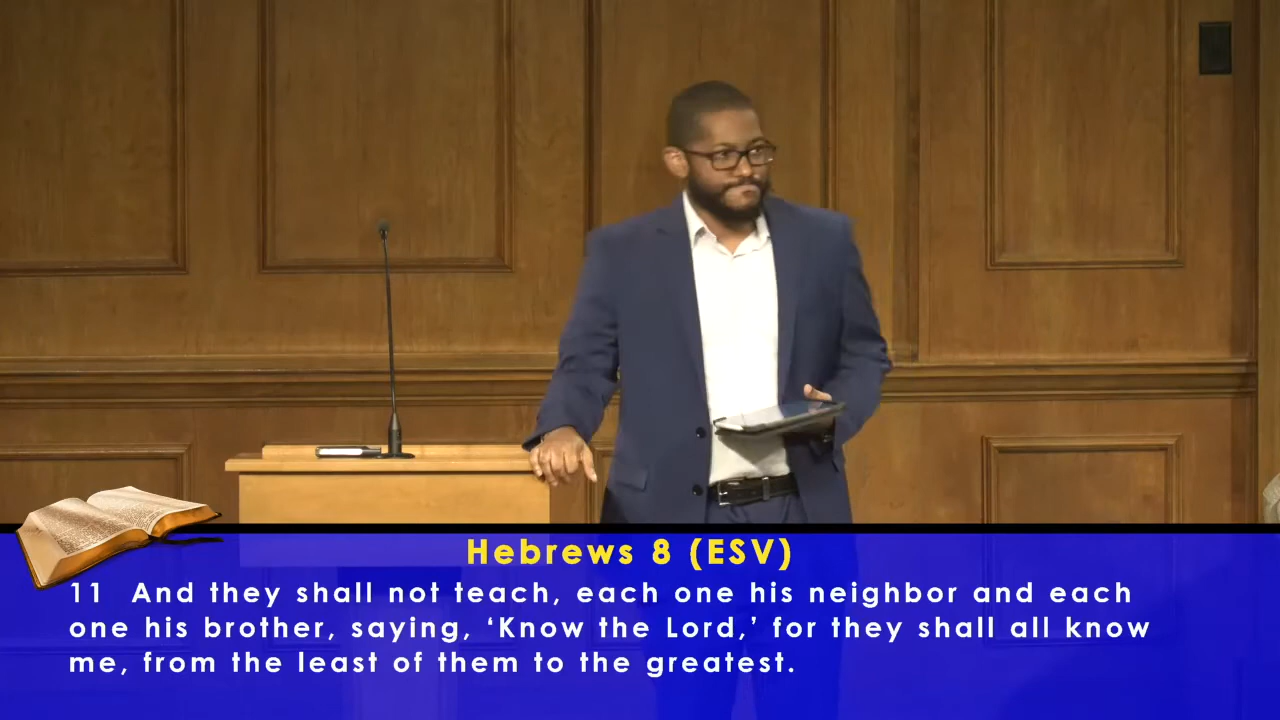 Hebrews 8 (ESV)
11 And they shall not teach, each one his neighbor and each
one his brother, saying, ‘Know the Lord,’ for they shall all know
me, from the least of them to the greatest.